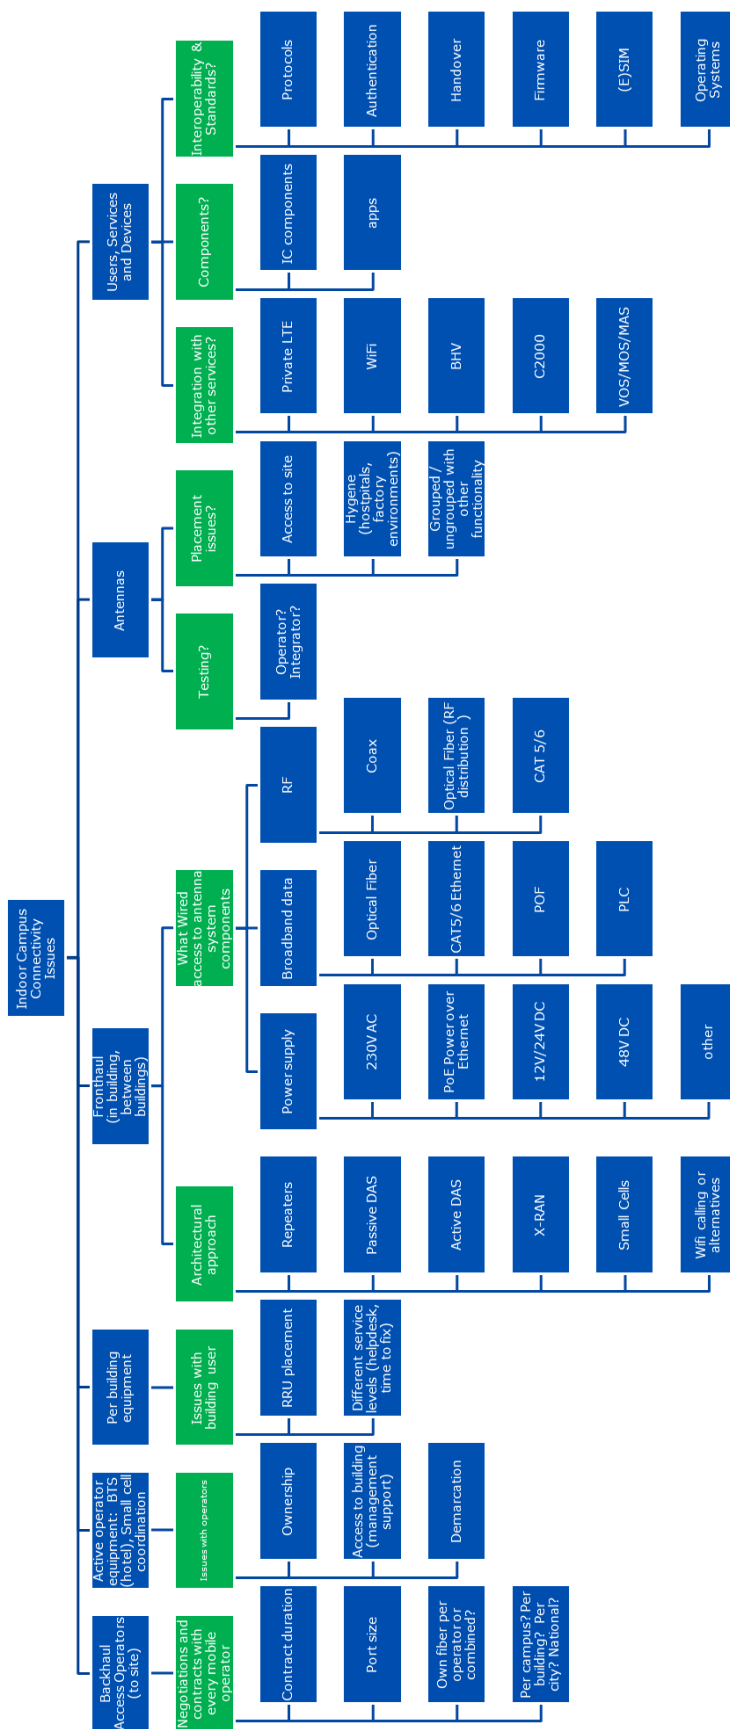 Indoor Campus
Connectivity
Issues
Backhaul
Access Operators
(to site)
Negotiations and
contracts with
every mobile
operator
Contract duration
Port size
Own fiber per
operator or
combined?
Per campus? Per
building? Per
city? National?
Active operator
equipment: BTS
(hotel), Small cell
coordination
Issues with operators
Ownership
Access to building
(management
support)
Demarcation
Per building
equipment
Issues with
building user
RRU placement
Different service
levels (helpdesk,
time to fix)
Fronthaul
(in building,
between
buildings)
Architectural
approach
Repeaters
Passive DAS
Active DAS
X-RAN
Small Cells
Wifi calling or
alternatives
What Wired
access to antenna
system
components
Power supply
230V AC
PoE Power over
Ethernet
12V/24V DC
48V DC
other
Broadband data
Optical Fiber
CAT5/6 Ethernet
POF
PLC
RF
Coax
Optical Fiber (RF
distribution )
CAT 5/6
Antennas
Testing?
Operator?
Integrator?
Placement
issues?
Access to site
Hygene
(hostpitals,
factory
environments)
Grouped /
ungrouped with
other
functionality
Users, Services
and Devices
Integration with
other services?
Private LTE
WiFi
BHV
C2000
VOS/MOS/MAS
Components?
IC components
apps
Interoperability &
Standards?
Protocols
Authentication
Handover
Firmware
(E)SIM
Operating
Systems